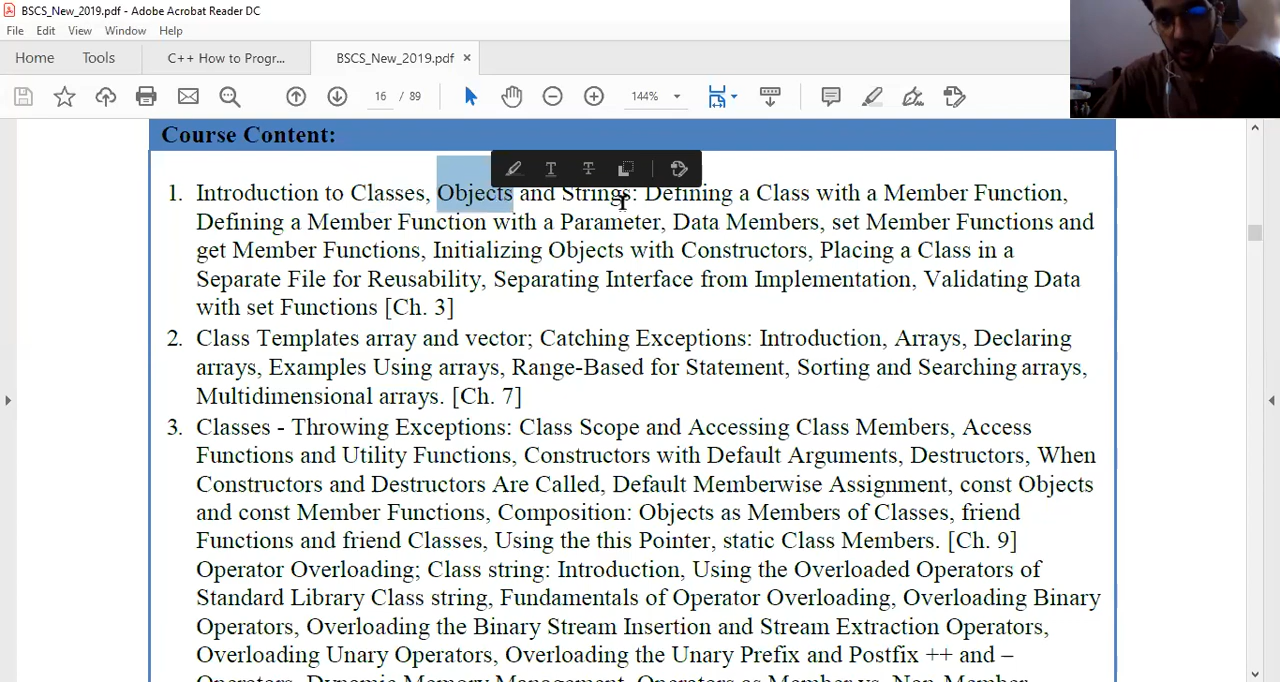 BSCS_New_2019.pdf - Adobe Acrobat Reader DC
File Edit View Window Help
Home Tools C++ How to Progr... BSCS_New_2019.pdf ×
16 / 89 144%
Course Content:
1. Introduction to Classes, Objects and Strings: Defining a Class with a Member Function,
Defining a Member Function with a Parameter, Data Members, set Member Functions and
get Member Functions, Initializing Objects with Constructors, Placing a Class in a
Separate File for Reusability, Separating Interface from Implementation, Validating Data
with set Functions [Ch. 3]
2. Class Templates array and vector; Catching Exceptions: Introduction, Arrays, Declaring
arrays, Examples Using arrays, Range-Based for Statement, Sorting and Searching arrays,
Multidimensional arrays. [Ch. 7]
3. Classes - Throwing Exceptions: Class Scope and Accessing Class Members, Access
Functions and Utility Functions, Constructors with Default Arguments, Destructors, When
Constructors and Destructors Are Called, Default Memberwise Assignment, const Objects
and const Member Functions, Composition: Objects as Members of Classes, friend
Functions and friend Classes, Using the this Pointer, static Class Members. [Ch. 9]
Operator Overloading; Class string: Introduction, Using the Overloaded Operators of
Standard Library Class string, Fundamentals of Operator Overloading, Overloading Binary
Operators, Overloading the Binary Stream Insertion and Stream Extraction Operators,
Overloading Unary Operators, Overloading the Unary Prefix and Postfix ++ and –
Operators, Dynamic Memory Management, Operators as Member vs. Non-Member